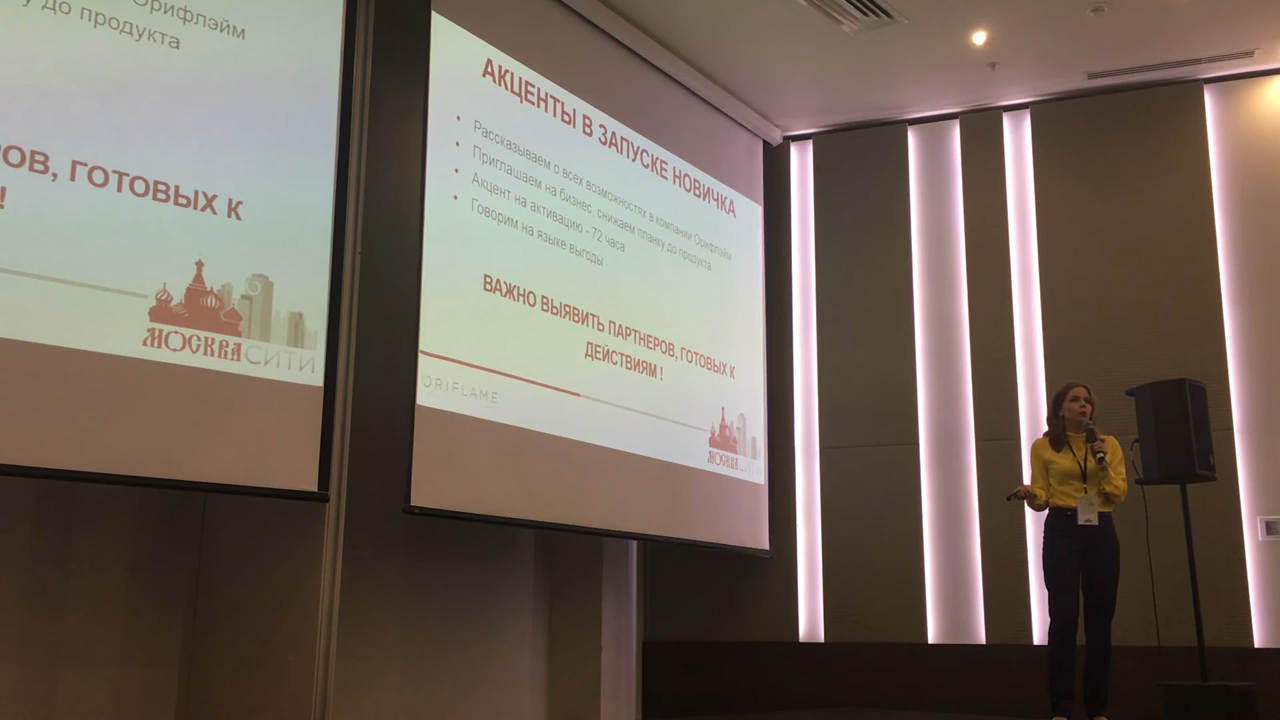 Орифлэйм
у до продукта
РОВ, ГОТОВЫХ К
!
МОСКВА СИТИ
АКЦЕНТЫ В ЗАПУСКЕ НОВИЧКА
• Рассказываем о всех возможностях в компании Орифлэйм
• Приглашаем на бизнес, снижаем планку до продукта
• Акцент на активацию - 72 часа
• Говорим на языке выгоды
ВАЖНО ВЫЯВИТЬ ПАРТНЕРОВ, ГОТОВЫХ К
ДЕЙСТВИЯМ !
ORIFLAME
МОСКВА СИТИ